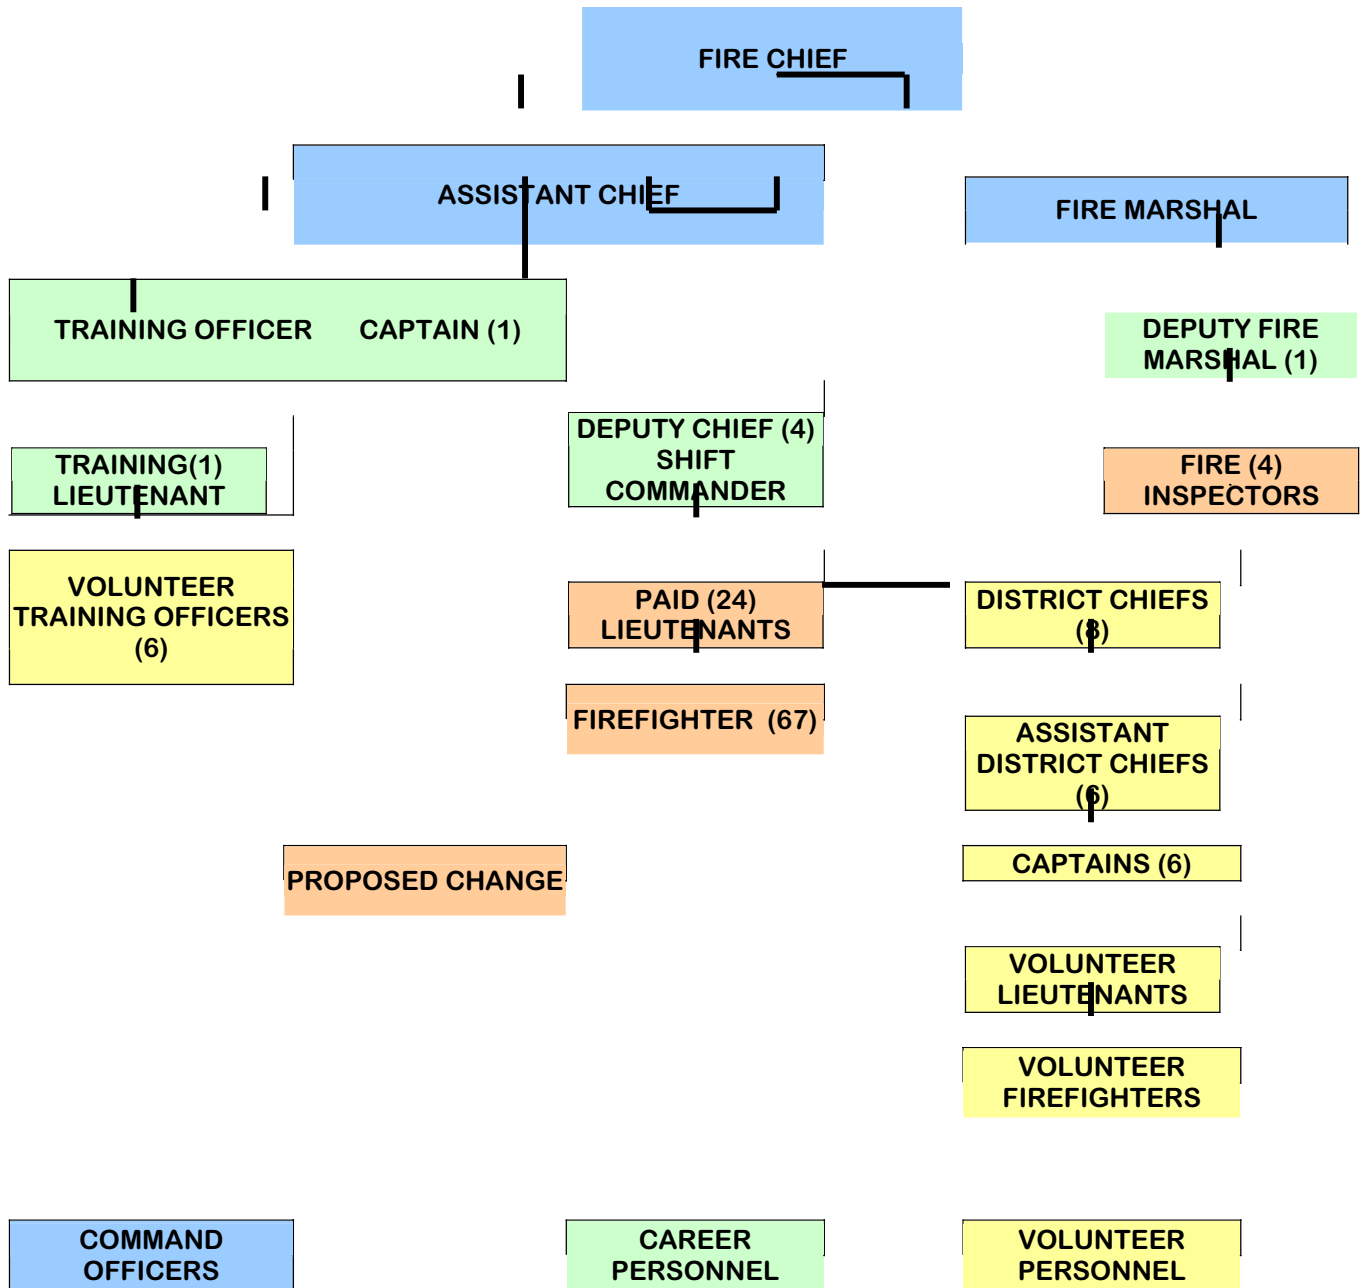 FIRE CHIEF
ASSISTANT CHIEF
FIRE MARSHAL
TRAINING OFFICER CAPTAIN (1)
DEPUTY FIRE
MARSHAL (1)
TRAINING(1)
LIEUTENANT
DEPUTY CHIEF (4)
SHIFT
COMMANDER
FIRE (4)
INSPECTORS
VOLUNTEER
TRAINING OFFICERS
(6)
PAID (24)
LIEUTENANTS
DISTRICT CHIEFS
(8)
FIREFIGHTER (67)
ASSISTANT
DISTRICT CHIEFS
(6)
PROPOSED CHANGE
CAPTAINS (6)
VOLUNTEER
LIEUTENANTS
VOLUNTEER
FIREFIGHTERS
COMMAND
OFFICERS
CAREER
PERSONNEL
VOLUNTEER
PERSONNEL